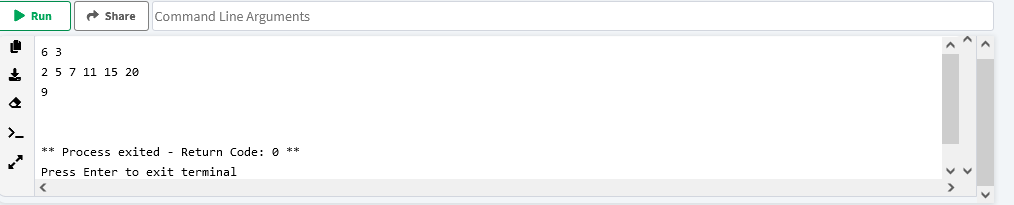 Run Share Command Line Arguments
6 3
2 5 7 11 15 20
9
** Process exited - Return Code: 0 **
Press Enter to exit terminal